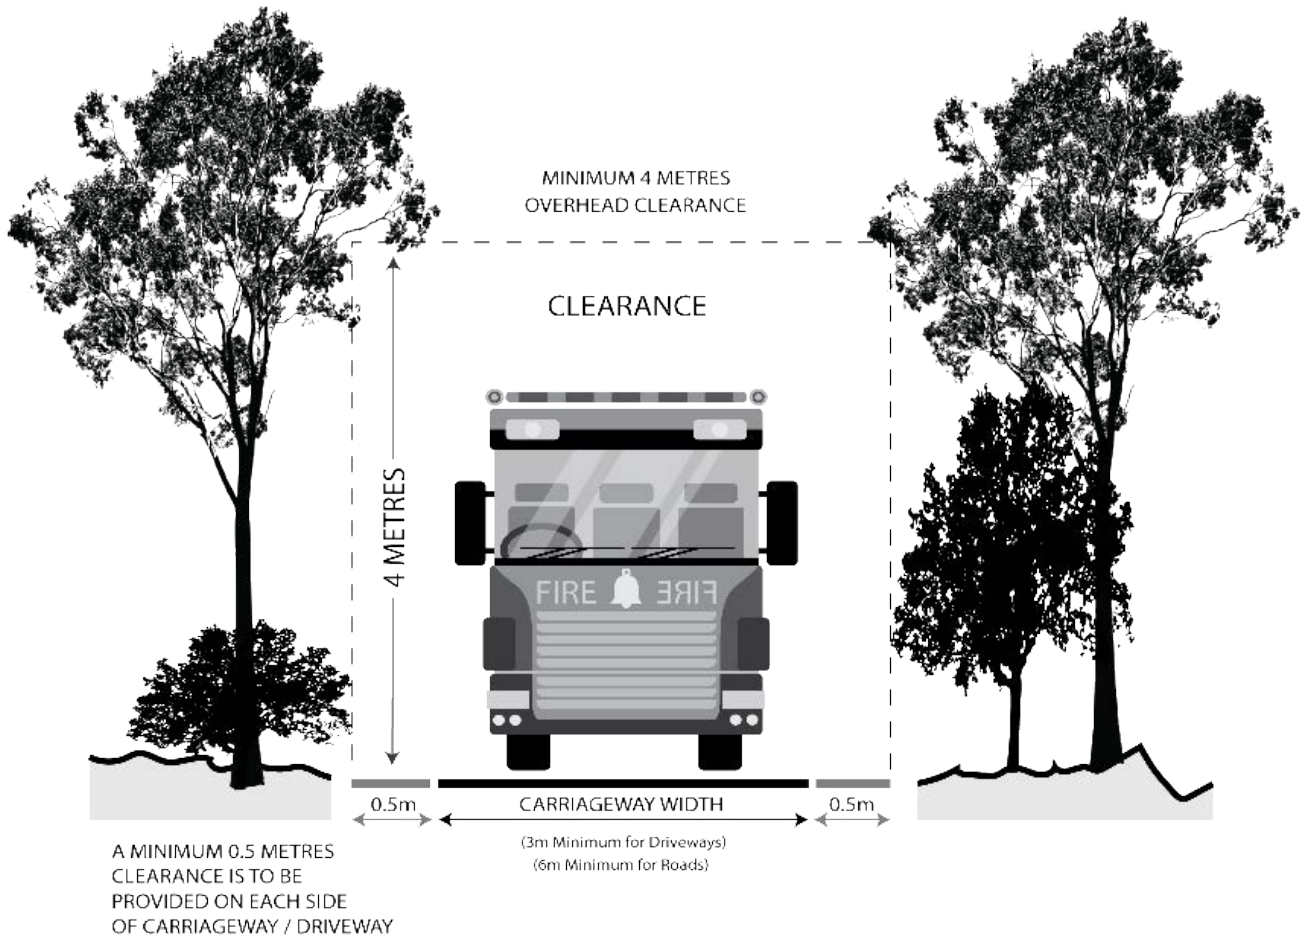 MINIMUM 4 METRES
OVERHEAD CLEARANCE
CLEARANCE
4 METRES
FIRE FIRE
0.5m
CARRIAGEWAY WIDTH
0.5m
(3m Minimum for Driveways)
(6m Minimum for Roads)
A MINIMUM 0.5 METRES
CLEARANCE IS TO BE
PROVIDED ON EACH SIDE
OF CARRIAGEWAY / DRIVEWAY